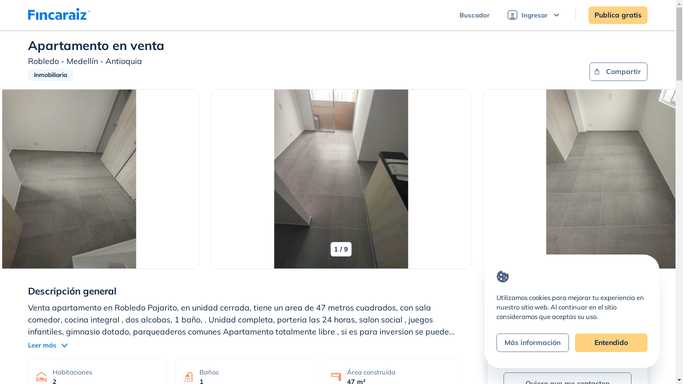 Fincaraiz
Buscador
Ingresar
Publica gratis
Apartamento en venta
Robledo - Medellín - Antioquia
Inmobiliaria
Compartir
1 / 9
Descripción general
Venta apartamento en Robledo Pajarito, en unidad cerrada, tiene un area de 47 metros cuadrados, con sala
comedor, cocina integral , dos alcobas, 1 baño, , Unidad completa, porteria las 24 horas, salon social , juegos
infantiles, gimnasio dotado, parqueaderos comunes Apartamento totalmente libre , si es para inversion se puede...
Leer más
Habitaciones
2
Baños
1
Área construida
47 m²
Utilizamos cookies para mejorar tu experiencia en
nuestro sitio web. Al continuar en el sitio
consideramos que aceptas su uso.
Más información
Entendido
Quiero que me contacten